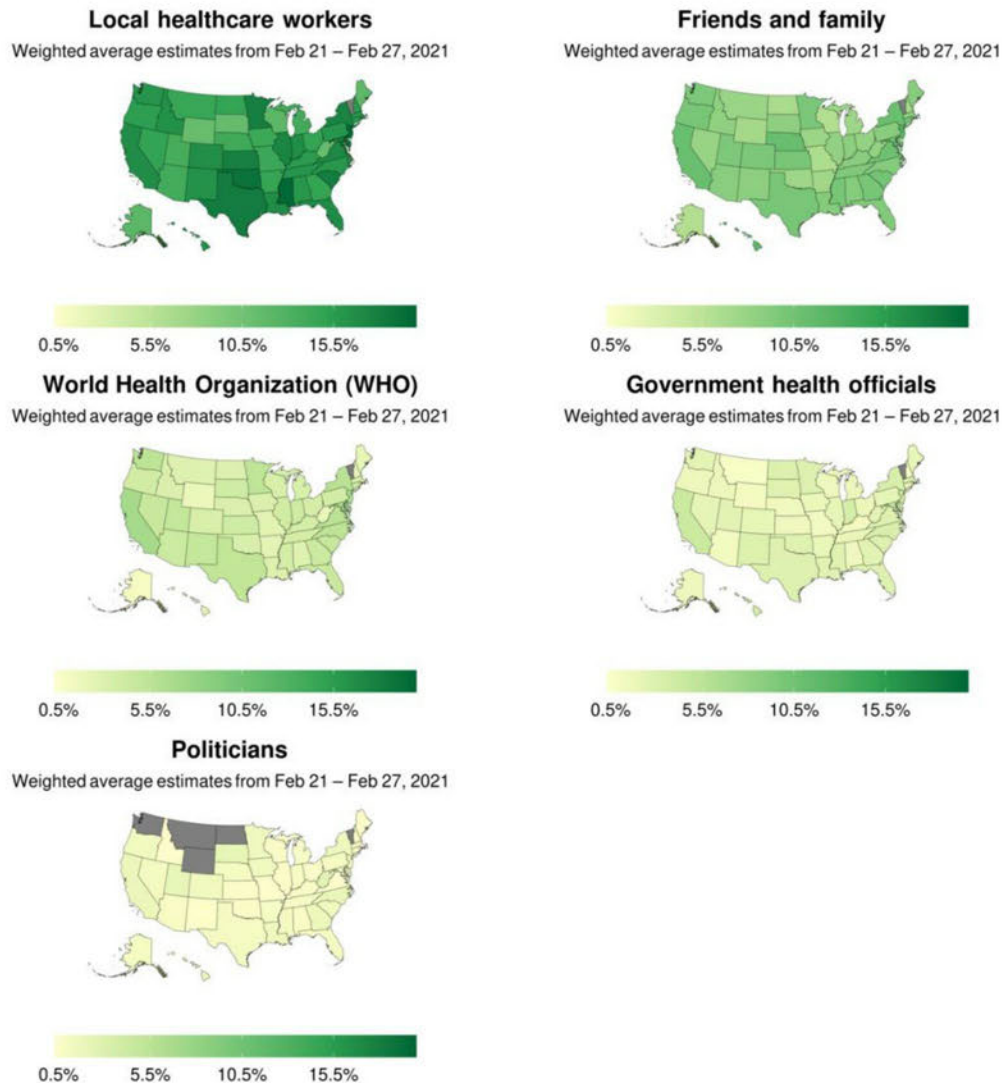 Local healthcare workers
Weighted average estimates from Feb 21 – Feb 27, 2021
0.5% 5.5% 10.5% 15.5%
Friends and family
Weighted average estimates from Feb 21 – Feb 27, 2021
0.5% 5.5% 10.5% 15.5%
World Health Organization (WHO)
Weighted average estimates from Feb 21 – Feb 27, 2021
0.5% 5.5% 10.5% 15.5%
Government health officials
Weighted average estimates from Feb 21 – Feb 27, 2021
0.5% 5.5% 10.5% 15.5%
Politicians
Weighted average estimates from Feb 21 – Feb 27, 2021
0.5% 5.5% 10.5% 15.5%